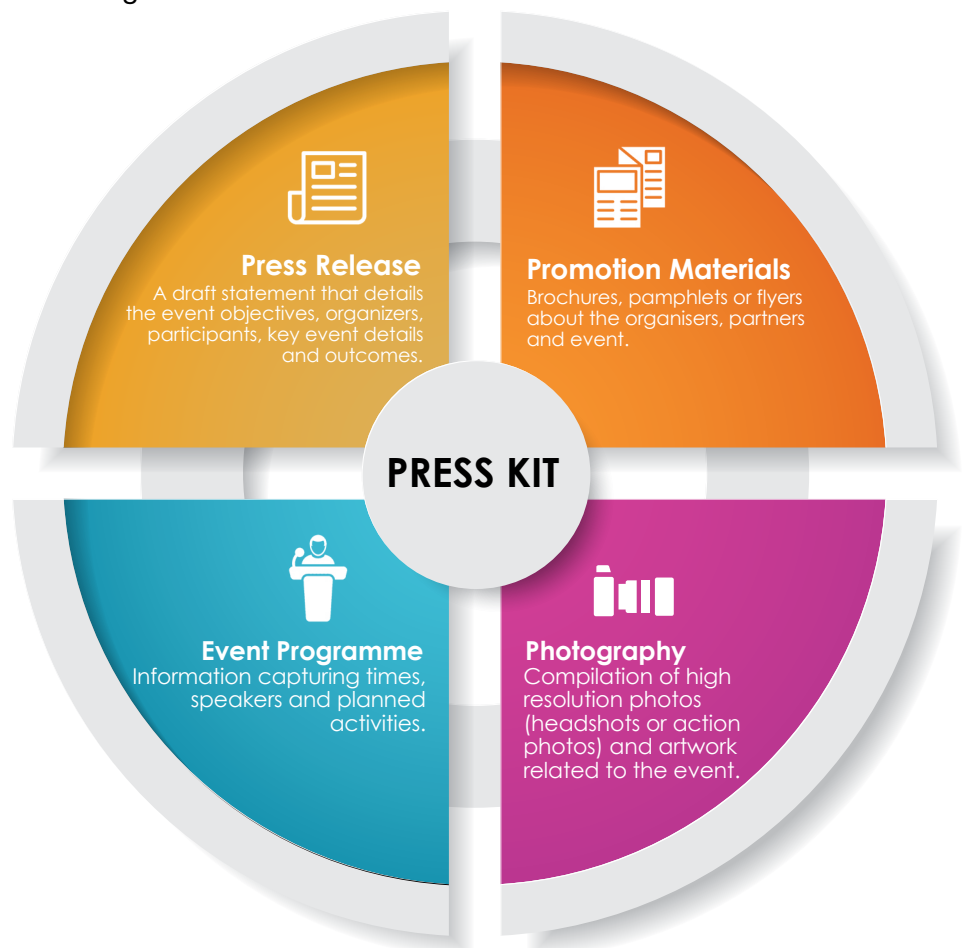 Press Release
A draft statement that details
the event objectives, organizers,
participants, key event details
and outcomes.
Promotion Materials
Brochures, pamphlets or flyers
about the organisers, partners
and event.
PRESS KIT
Event Programme
Information capturing times,
speakers and planned
activities.
Photography
Compilation of high
resolution photos
(headshots or action
photos) and artwork
related to the event.